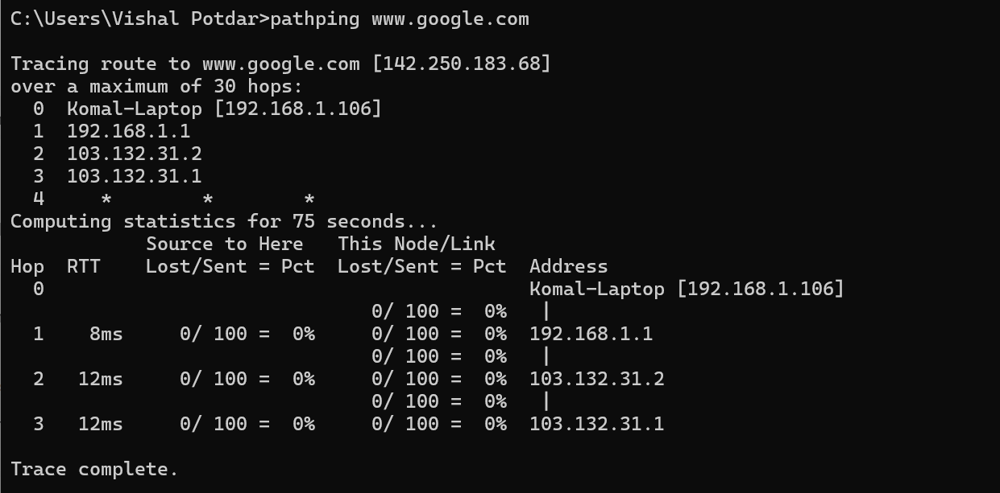 C:\Users\Vishal Potdar>pathping www.google.com

Tracing route to www.google.com [142.250.183.68]
over a maximum of 30 hops:
  0  Komal-Laptop [192.168.1.106]
  1  192.168.1.1
  2  103.132.31.2
  3  103.132.31.1
  4     *        *        *
Computing statistics for 75 seconds...
            Source to Here   This Node/Link
Hop  RTT    Lost/Sent = Pct  Lost/Sent = Pct  Address
  0                                           Komal-Laptop [192.168.1.106]
                                0/ 100 =  0%   |
  1    8ms     0/ 100 =  0%     0/ 100 =  0%  192.168.1.1
                                0/ 100 =  0%   |
  2   12ms     0/ 100 =  0%     0/ 100 =  0%  103.132.31.2
                                0/ 100 =  0%   |
  3   12ms     0/ 100 =  0%     0/ 100 =  0%  103.132.31.1

Trace complete.